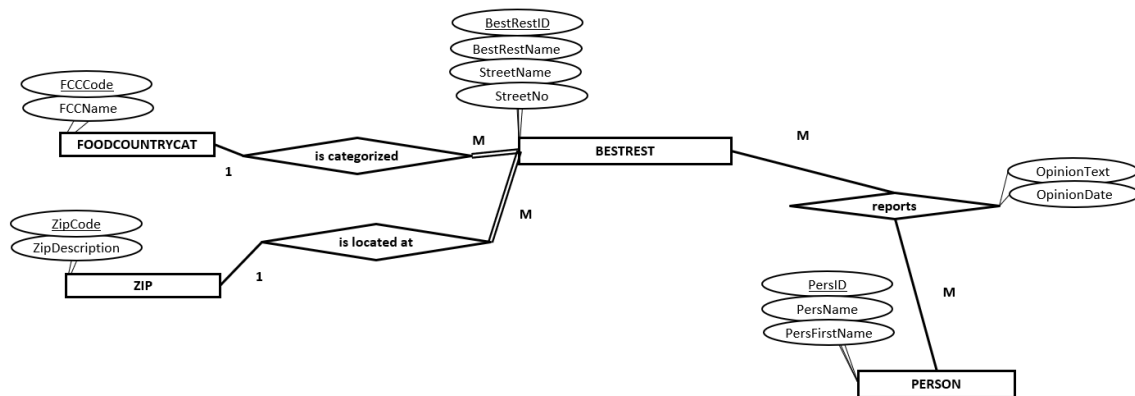 BestRestID
BestRestName
StreetName
StreetNo
FCCCode
FCCName
FOODCOUNTRYCAT
1
is categorized
M
BESTREST
M
OpinionText
OpinionDate
reports
ZipCode
ZipDescription
ZIP
1
is located at
M
PersID
PersName
PersFirstName
M
PERSON